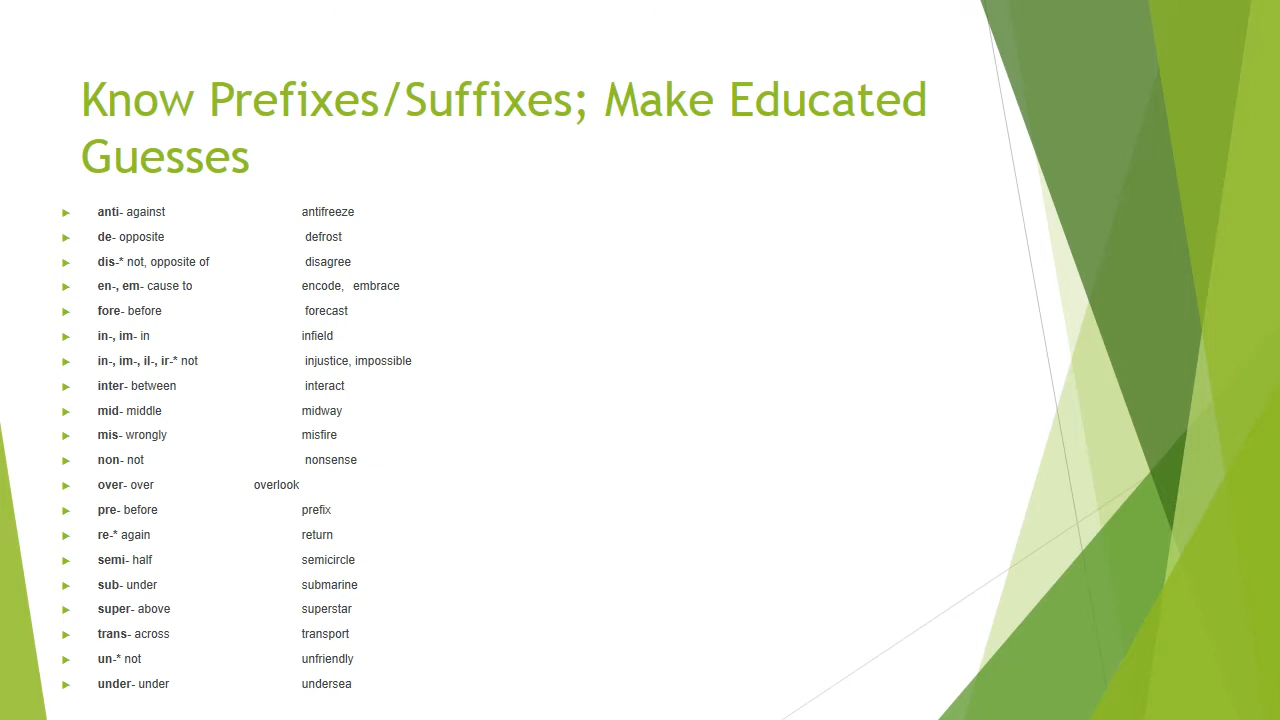 Know Prefixes/Suffixes; Make Educated
Guesses
anti- against antifreeze
de- opposite defrost
dis-* not, opposite of disagree
en-, em- cause to encode, embrace
fore- before forecast
in-, im- in infield
in-, im-, il-, ir-* not injustice, impossible
inter- between interact
mid- middle midway
mis- wrongly misfire
non- not nonsense
over- over overlook
pre- before prefix
re-* again return
semi- half semicircle
sub- under submarine
super- above superstar
trans- across transport
un-* not unfriendly
under- under undersea